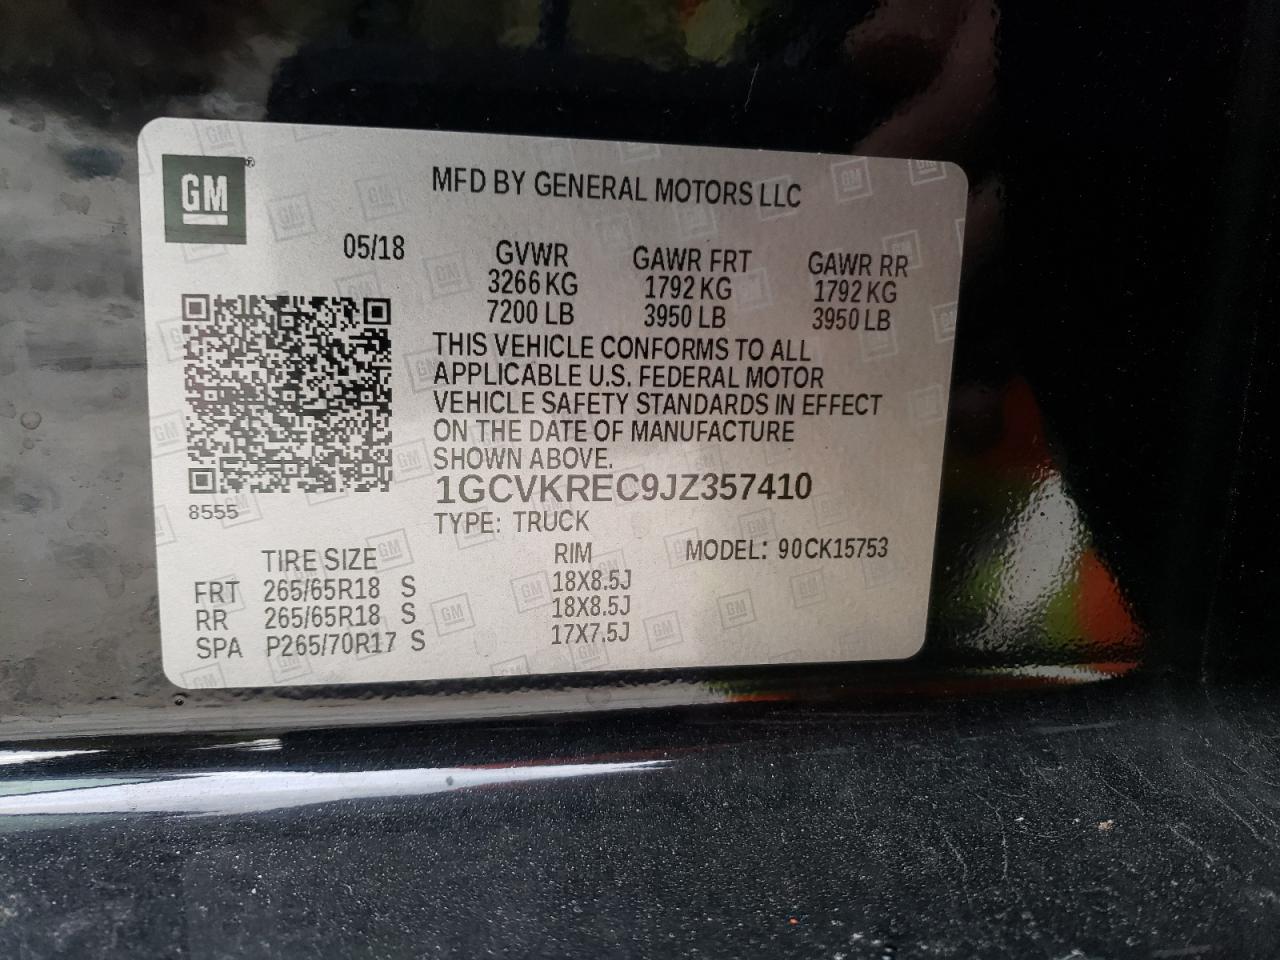 GM®
MFD BY GENERAL MOTORS LLC
05/18 GVWR GAWR FRT GAWR RR
3266 KG 1792 KG 1792 KG
7200 LB 3950 LB 3950 LB
THIS VEHICLE CONFORMS TO ALL
APPLICABLE U.S. FEDERAL MOTOR
VEHICLE SAFETY STANDARDS IN EFFECT
ON THE DATE OF MANUFACTURE
SHOWN ABOVE.
1GCVKREC9JZ357410
8555
TYPE: TRUCK
TIRE SIZE RIM MODEL: 90CK15753
FRT 265/65R18 S 18X8.5J
RR 265/65R18 S 18X8.5J
SPA P265/70R17 S 17X7.5J